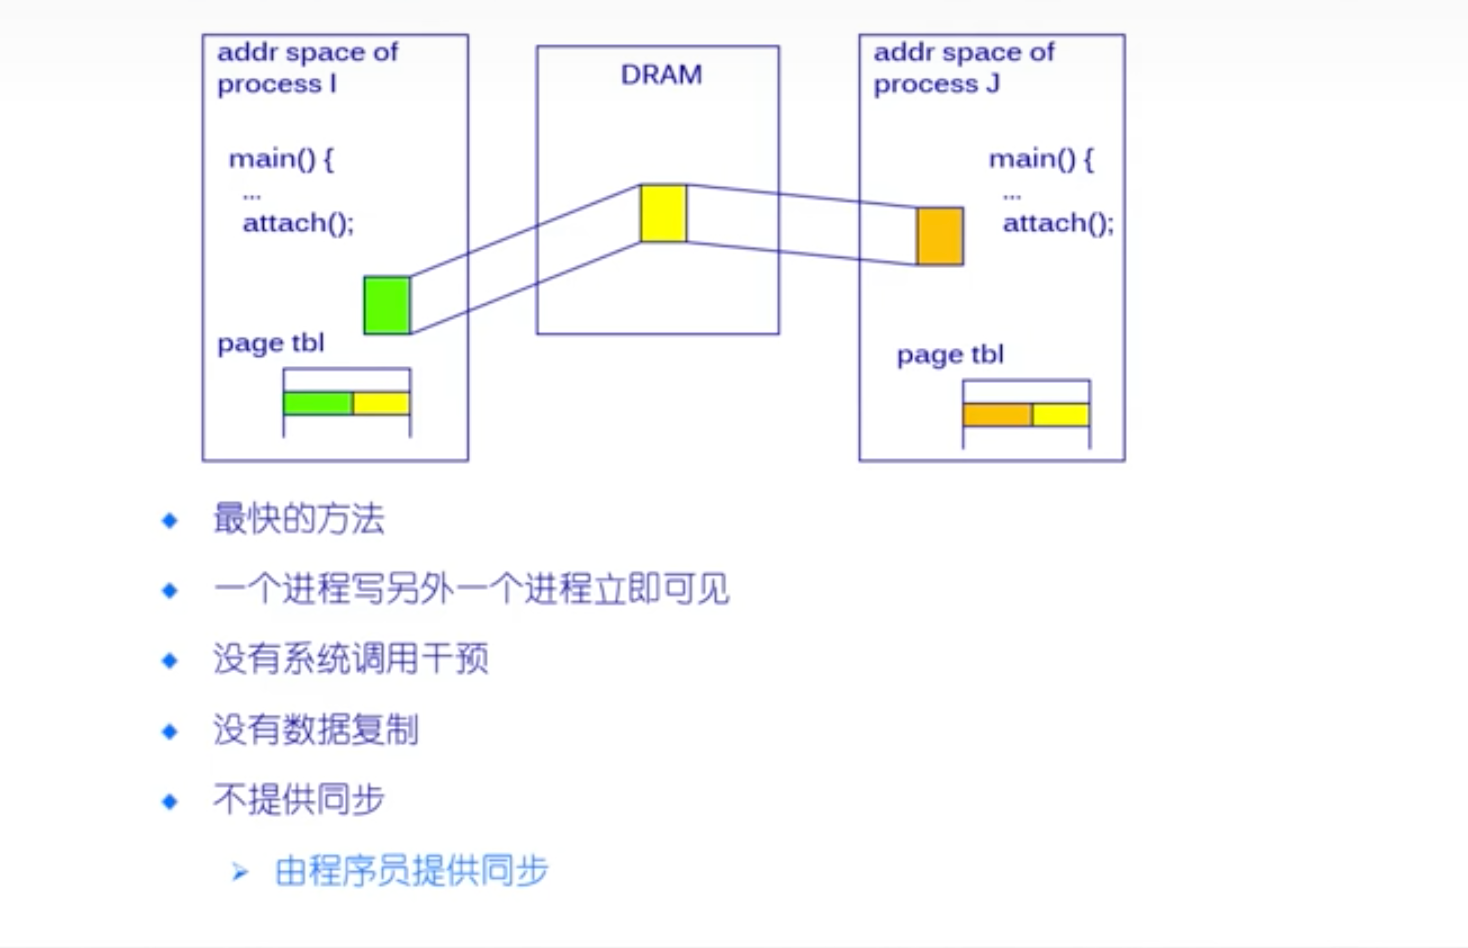 addr space of
process I
main() {
...
attach();
page tbl
DRAM
addr space of
process J
main() {
...
attach();
page tbl
最快的方法
一个进程写另外一个进程立即可见
没有系统调用干预
没有数据复制
不提供同步
由程序员提供同步